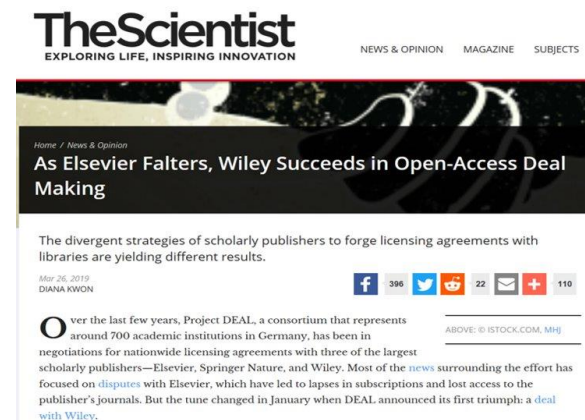 TheScientist
EXPLORING LIFE, INSPIRING INNOVATION
NEWS & OPINION MAGAZINE SUBJECTS
Home / News & Opinion
As Elsevier Falters, Wiley Succeeds in Open-Access Deal
Making
The divergent strategies of scholarly publishers to forge licensing agreements with
libraries are yielding different results.
Mar 26, 2019
DIANA KWON
f 396 22 + 110
Over the last few years, Project DEAL, a consortium that represents
around 700 academic institutions in Germany, has been in
negotiations for nationwide licensing agreements with three of the largest
scholarly publishers—Elsevier, Springer Nature, and Wiley. Most of the news surrounding the effort has
focused on disputes with Elsevier, which have led to lapses in subscriptions and lost access to the
publisher's journals. But the tune changed in January when DEAL announced its first triumph: a deal
with Wiley.
ABOVE: © ISTOCK.COM, MHJ